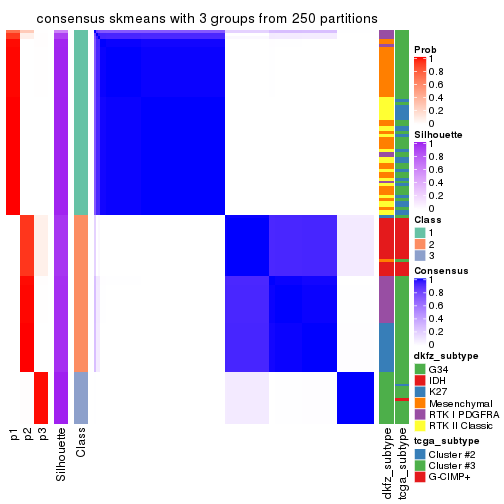 consensus skmeans with 3 groups from 250 partitions
Prob
1
0.8
0.6
0.4
0.2
0
Silhouette
1
0.8
0.6
0.4
0.2
0
Class
1
2
3
Consensus
1
0.8
0.6
0.4
0.2
0
dkfz_subtype
G34
IDH
K27
Mesenchymal
RTK I PDGFRA
RTK II Classic
tcga_subtype
Cluster #2
Cluster #3
G-CIMP+
p1
p2
p3
Silhouette
Class
dkfz_subtype
tcga_subtype